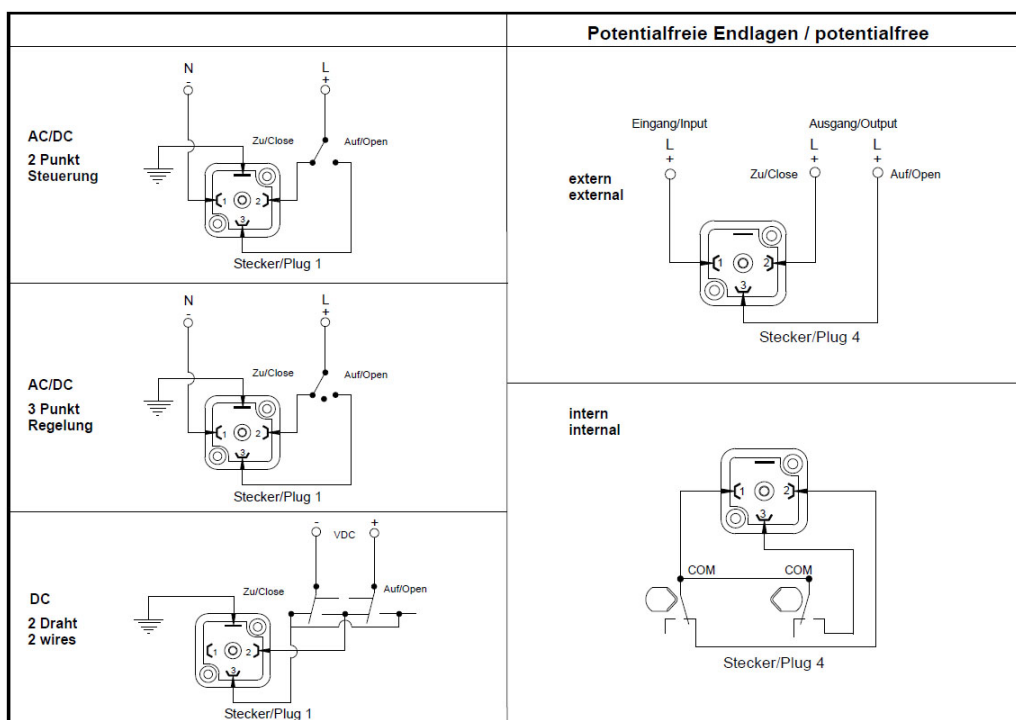 Potentialfreie Endlagen / potentialfree
N
-
L
+
AC/DC
2 Punkt
Steuerung
Zu/Close
Auf/Open
1
2
3
Stecker/Plug 1
N
-
L
+
AC/DC
3 Punkt
Regelung
Zu/Close
Auf/Open
1
2
3
Stecker/Plug 1
-
+
VDC
DC
2 Draht
2 wires
Zu/Close
Auf/Open
1
2
3
Stecker/Plug 1
Eingang/Input
Ausgang/Output
L
+
L
+
L
+
extern
external
Zu/Close
Auf/Open
1
2
3
Stecker/Plug 4
intern
internal
1
2
3
COM
COM
Stecker/Plug 4